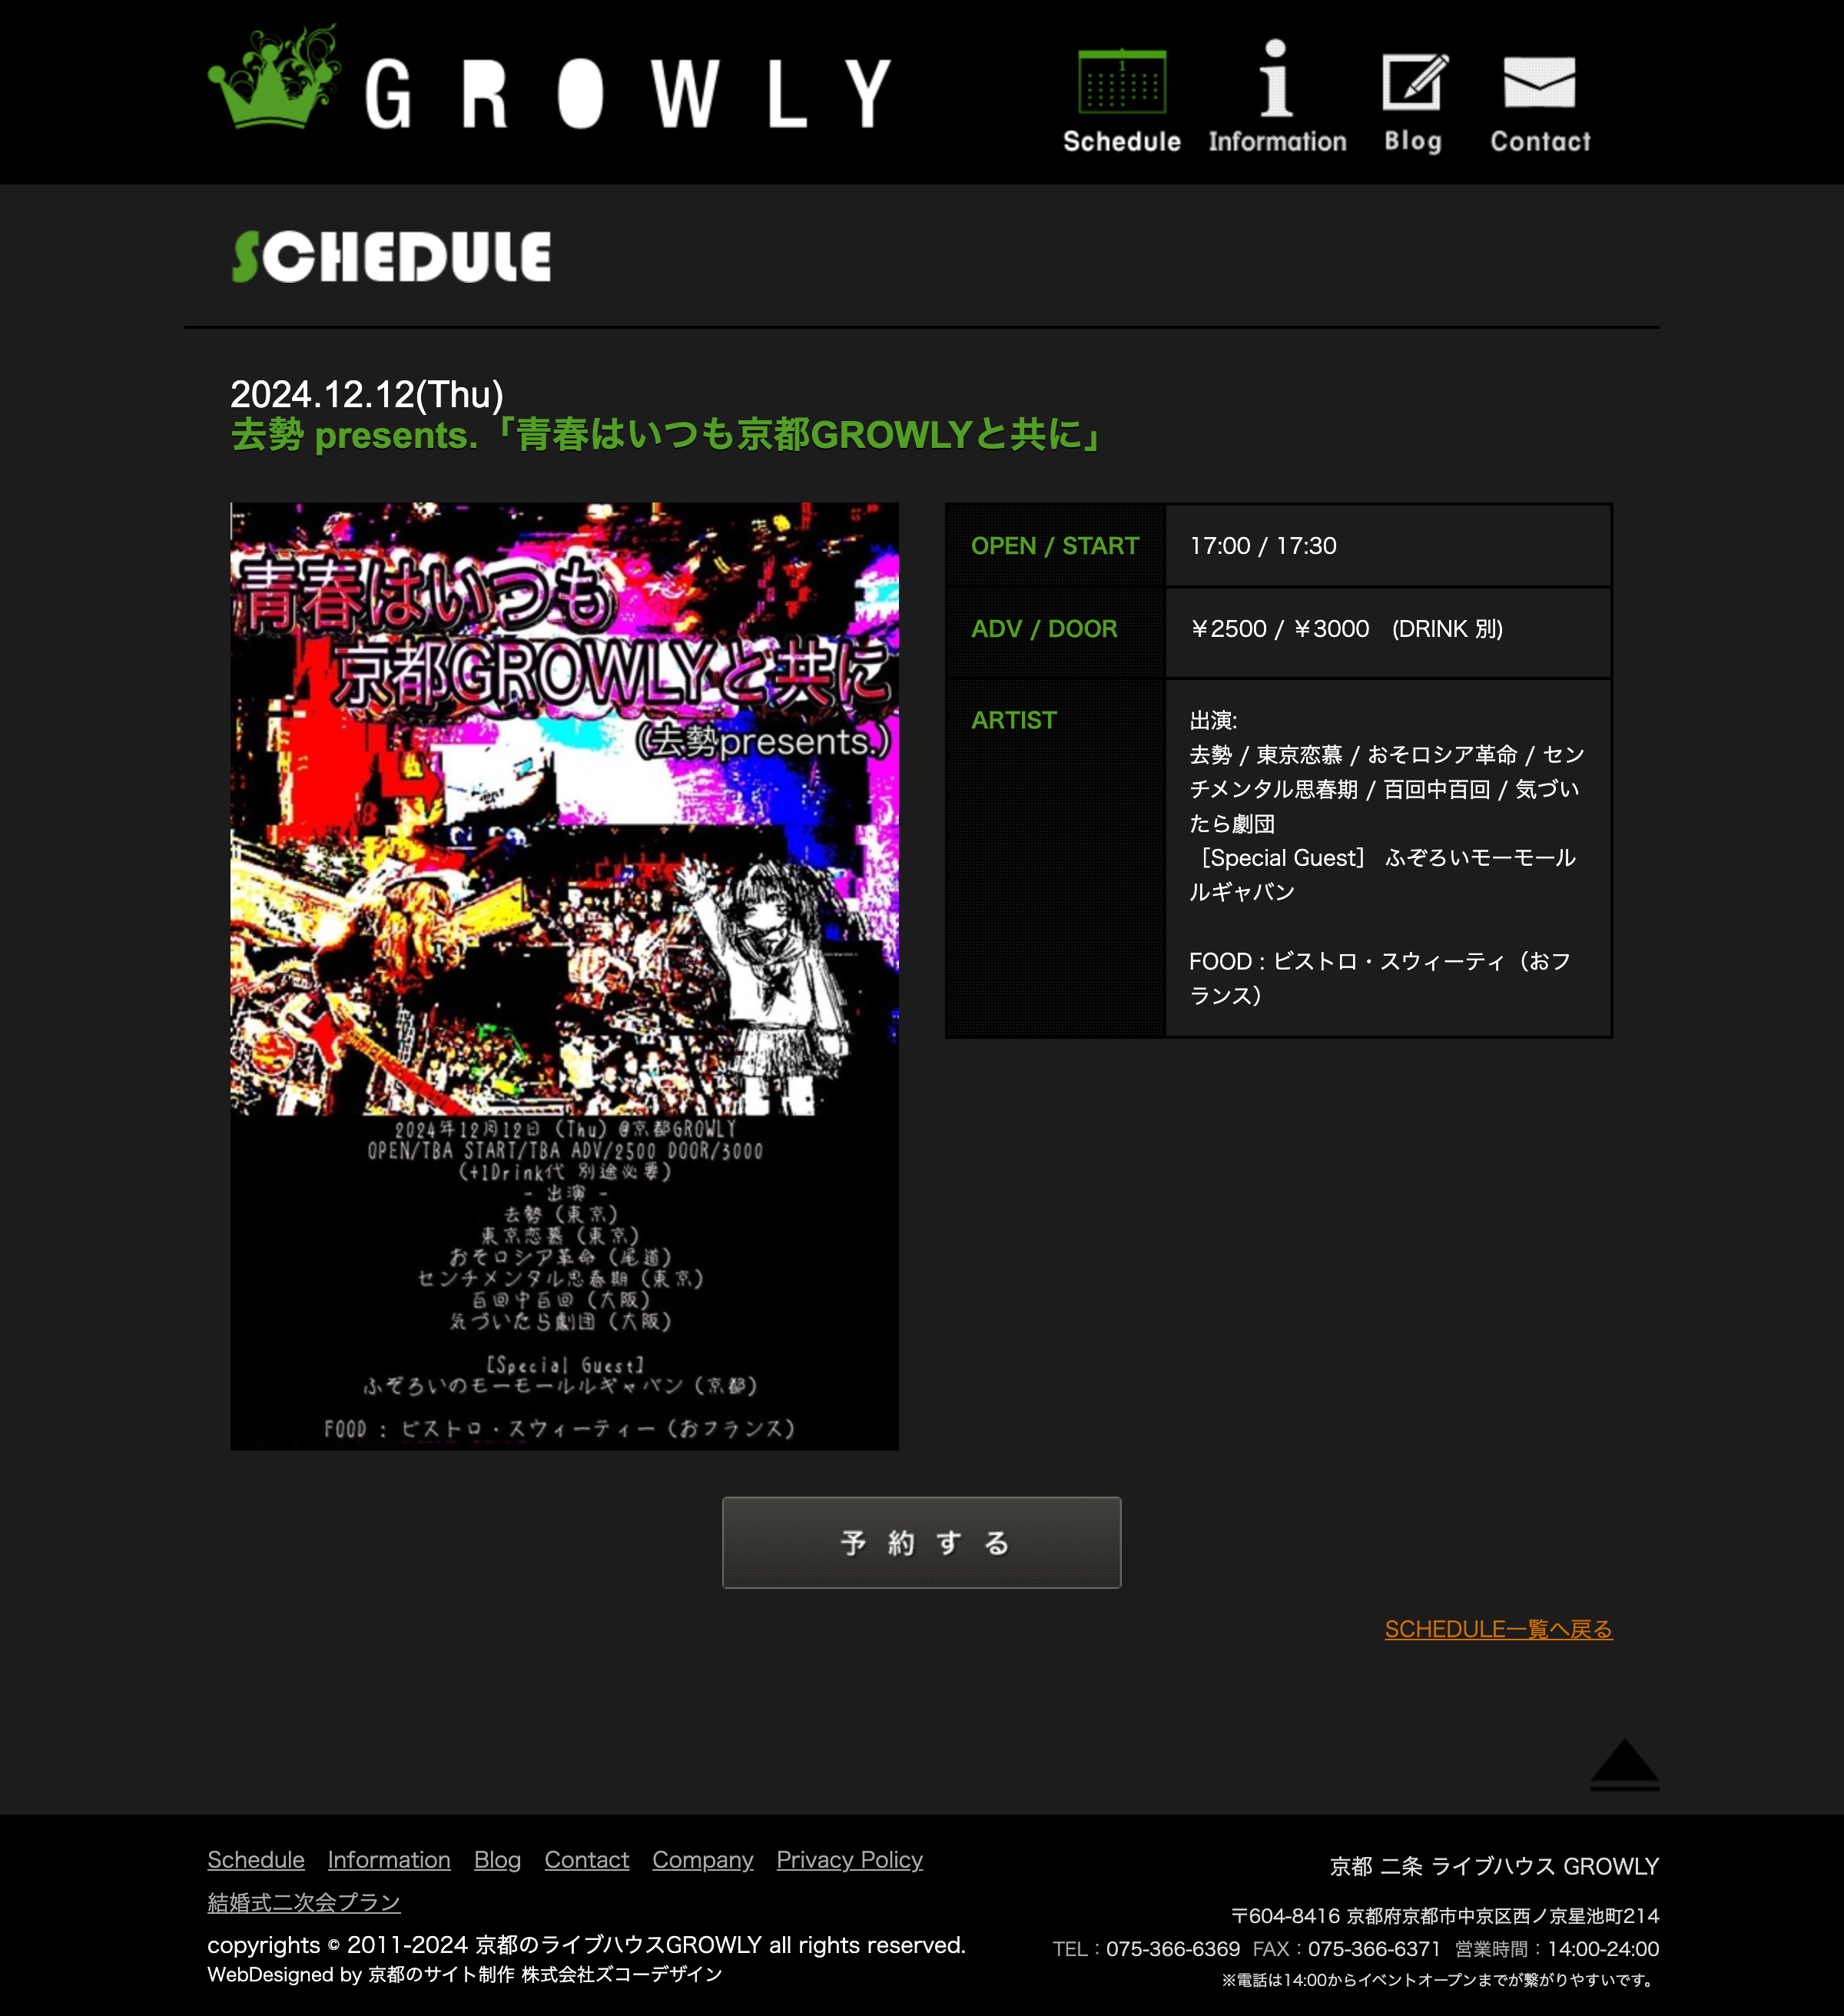 GROWLY
Schedule
Information
Blog
Contact
SCHEDULE
2024.12.12(Thu)
去勢 presents.「青春はいつも京都GROWLYと共に」
青春はいつも
京都GROWLYと共に
(去勢presents.)
2024年12月12日 (Thu) @京都GROWLY
OPEN/TBA START/TBA ADV/2500 DOOR/3000
(+1Drink代 別途必要)
- 出演 -
去勢 (東京)
東京恋慕 (東京)
おそロシア革命 (尾道)
センチメンタル思春期 (東京)
百回中百回 (大阪)
気づいたら劇団 (大阪)
[Special Guest]
ふぞろいのモーモールルギャバン (京都)
FOOD : ビストロ・スウィーティー (おフランス)
OPEN / START
17:00 / 17:30
ADV / DOOR
￥2500 / ￥3000　(DRINK 別)
ARTIST
出演:
去勢 / 東京恋慕 / おそロシア革命 / セン
チメンタル思春期 / 百回中百回 / 気づい
たら劇団
［Special Guest］ ふぞろいモーモール
ルギャバン
FOOD : ビストロ・スウィーティ（おフ
ランス）
予約する
SCHEDULE一覧へ戻る
Schedule Information Blog Contact Company Privacy Policy
結婚式二次会プラン
copyrights © 2011-2024 京都のライブハウスGROWLY all rights reserved.
WebDesigned by 京都のサイト制作 株式会社ズコーデザイン
京都 二条 ライブハウス GROWLY
〒604-8416 京都府京都市中京区西ノ京星池町214
TEL：075-366-6369 FAX：075-366-6371 営業時間：14:00-24:00
※電話は14:00からイベントオープンまでが繋がりやすいです。